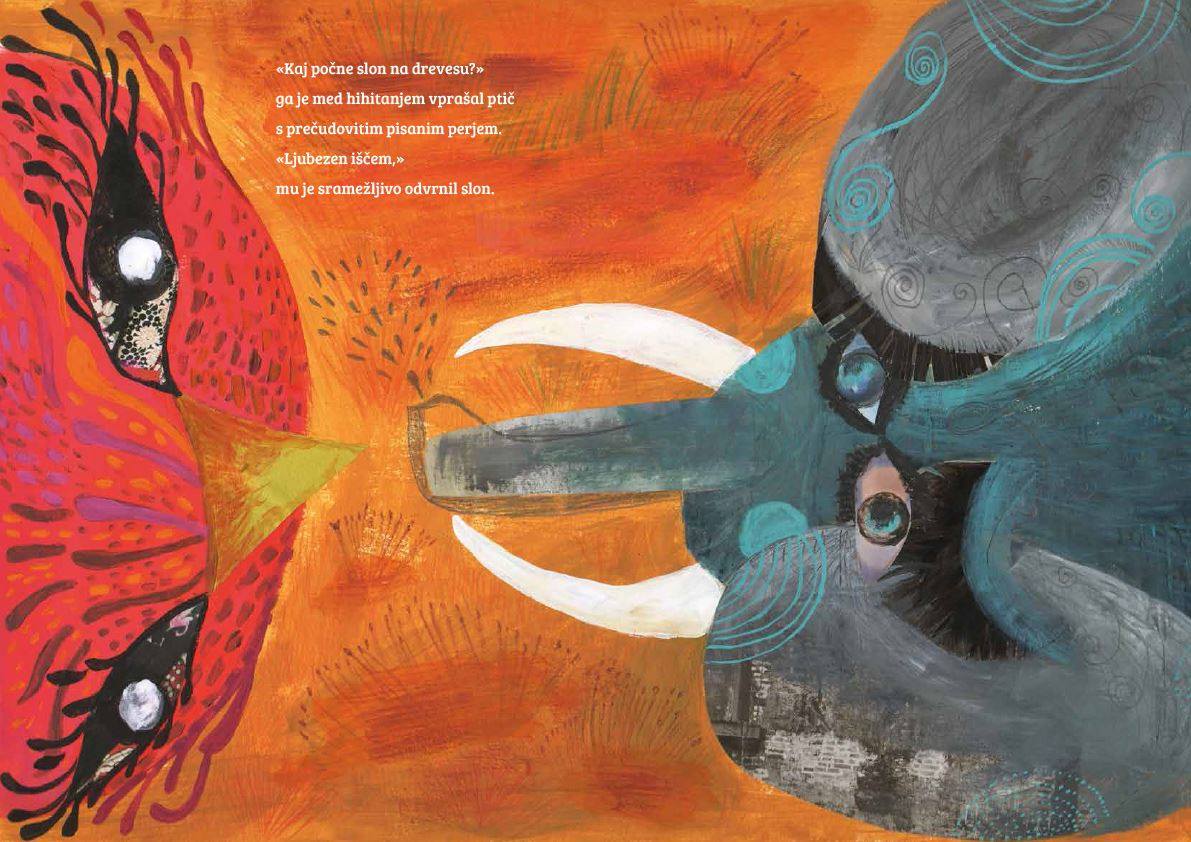 «Kaj počne slon na drevesu?»
ga je med hihitanjem vprašal ptič
s prečudovitim pisanim perjem.
«Ljubezen iščem,»
mu je sramežljivo odvrnil slon.